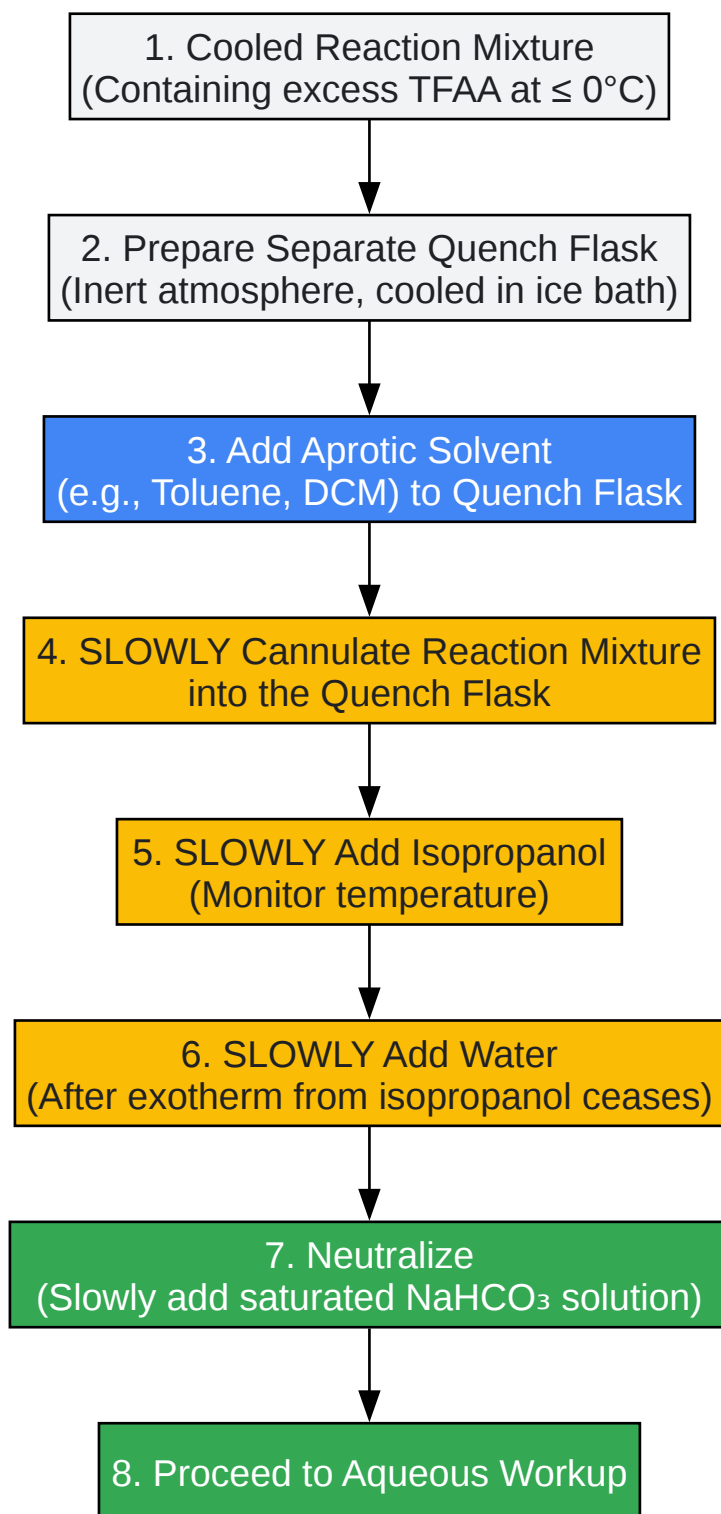 1. Cooled Reaction Mixture
(Containing excess TFAA at ≤ 0°C)
2. Prepare Separate Quench Flask
(Inert atmosphere, cooled in ice bath)
3. Add Aprotic Solvent
(e.g., Toluene, DCM) to Quench Flask
4. SLOWLY Cannulate Reaction Mixture
into the Quench Flask
5. SLOWLY Add Isopropanol
(Monitor temperature)
6. SLOWLY Add Water
(After exotherm from isopropanol ceases)
7. Neutralize
(Slowly add saturated NaHCO₃ solution)
8. Proceed to Aqueous Workup